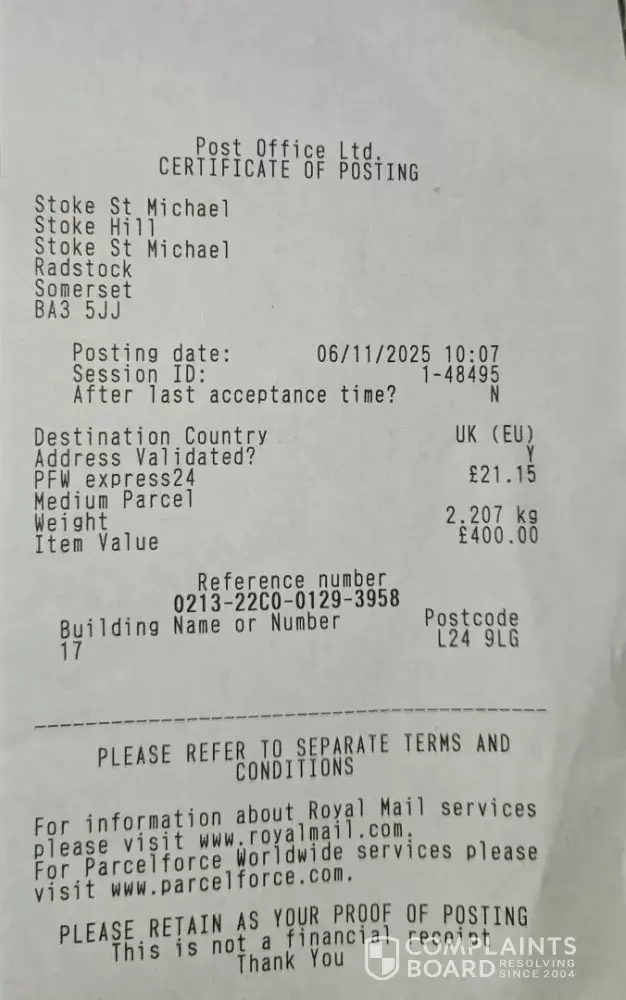 Post Office Ltd.
CERTIFICATE OF POSTING
Stoke St Michael
Stoke Hill
Stoke St Michael
Radstock
Somerset
BA3 5JJ
Posting date: 06/11/2025 10:07
Session ID: 1-48495
After last acceptance time? N
Destination Country UK (EU)
Address Validated? Y
PFW express24 £21.15
Medium Parcel
Weight 2.207 kg
Item Value £400.00
Reference number
0213-22C0-0129-3958
Building Name or Number Postcode
17 L24 9LG
PLEASE REFER TO SEPARATE TERMS AND
CONDITIONS
For information about Royal Mail services
please visit www.royalmail.com.
For Parcelforce Worldwide services please
visit www.parcelforce.com.
PLEASE RETAIN AS YOUR PROOF OF POSTING
This is not a financial receipt
Thank You
COMPLAINTS
BOARD RESOLVING
SINCE 2004